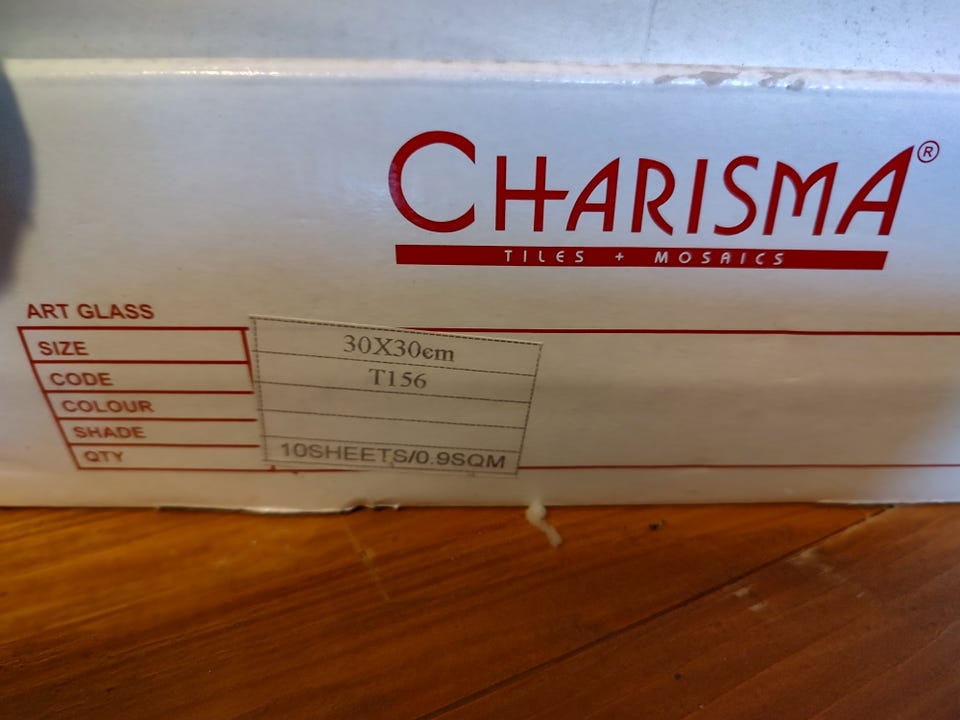 CHARISMA®
TILES + MOSAICS
ART GLASS
SIZE 30X30cm
CODE T156
COLOUR
SHADE
QTY 10SHEETS/0.9SQM